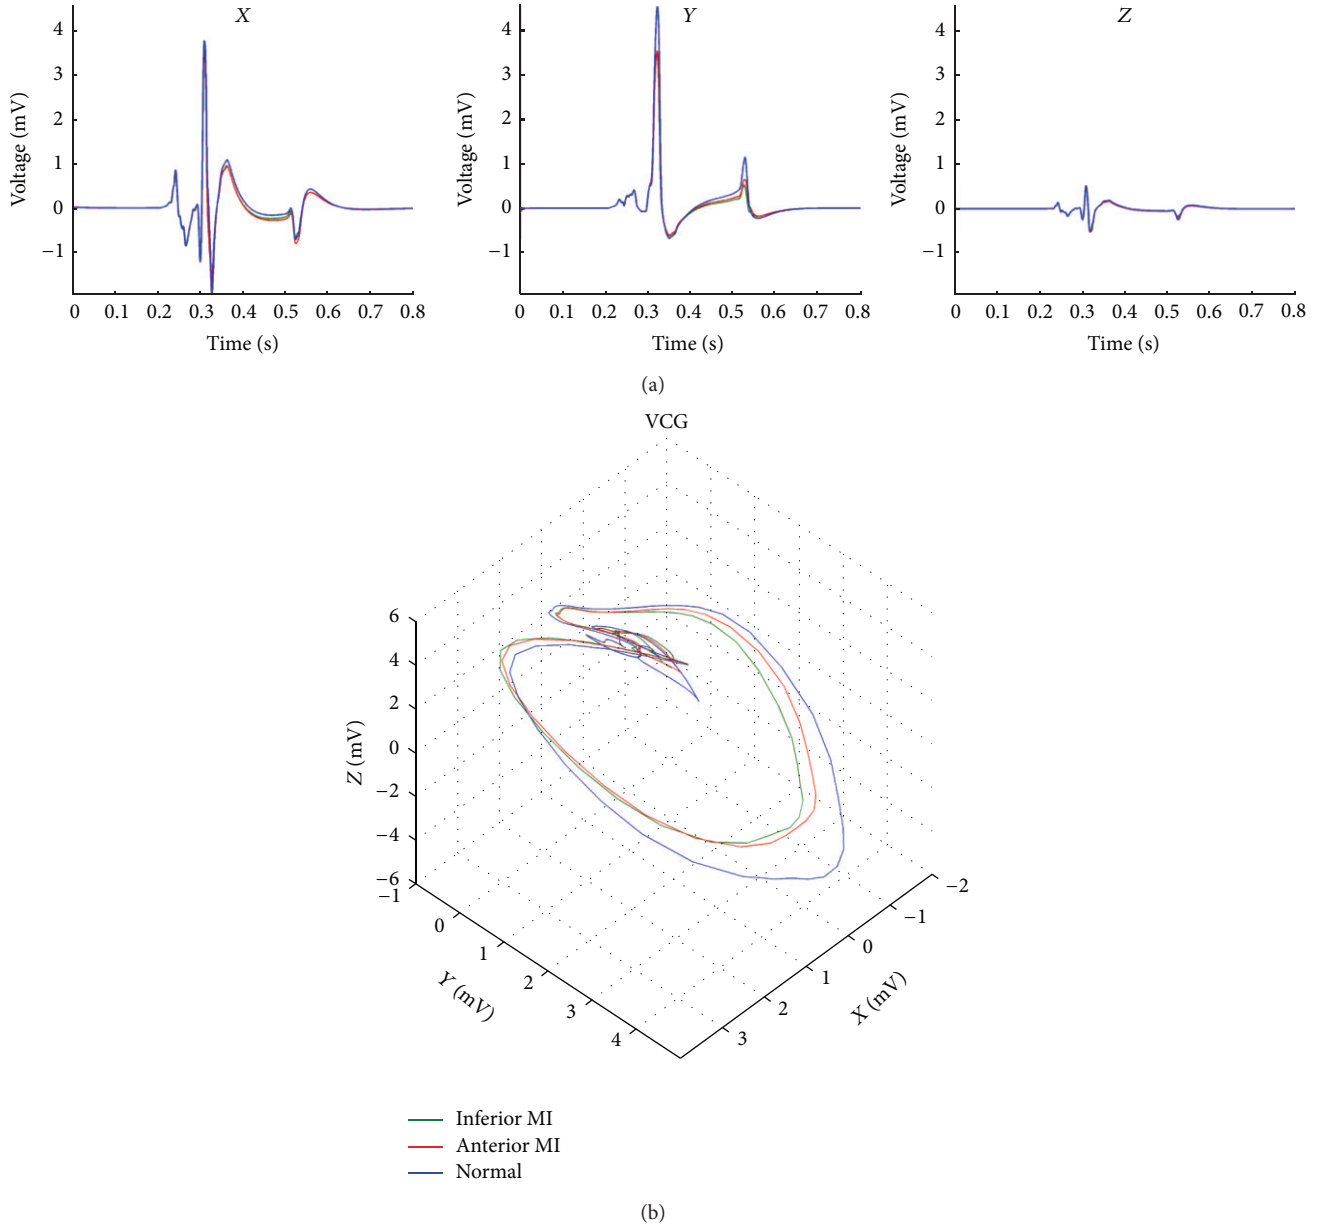 X
Voltage (mV)
4
3
2
1
0
−1
0 0.1 0.2 0.3 0.4 0.5 0.6 0.7 0.8
Time (s)
Y
Voltage (mV)
4
3
2
1
0
−1
0 0.1 0.2 0.3 0.4 0.5 0.6 0.7 0.8
Time (s)
Z
Voltage (mV)
4
3
2
1
0
−1
0 0.1 0.2 0.3 0.4 0.5 0.6 0.7 0.8
Time (s)
(a)
VCG
Z (mV)
6
4
2
0
−2
−4
−6
−1
0
1
2
3
4
Y (mV)
−2
−1
0
1
2
3
X (mV)
Inferior MI
Anterior MI
Normal
(b)